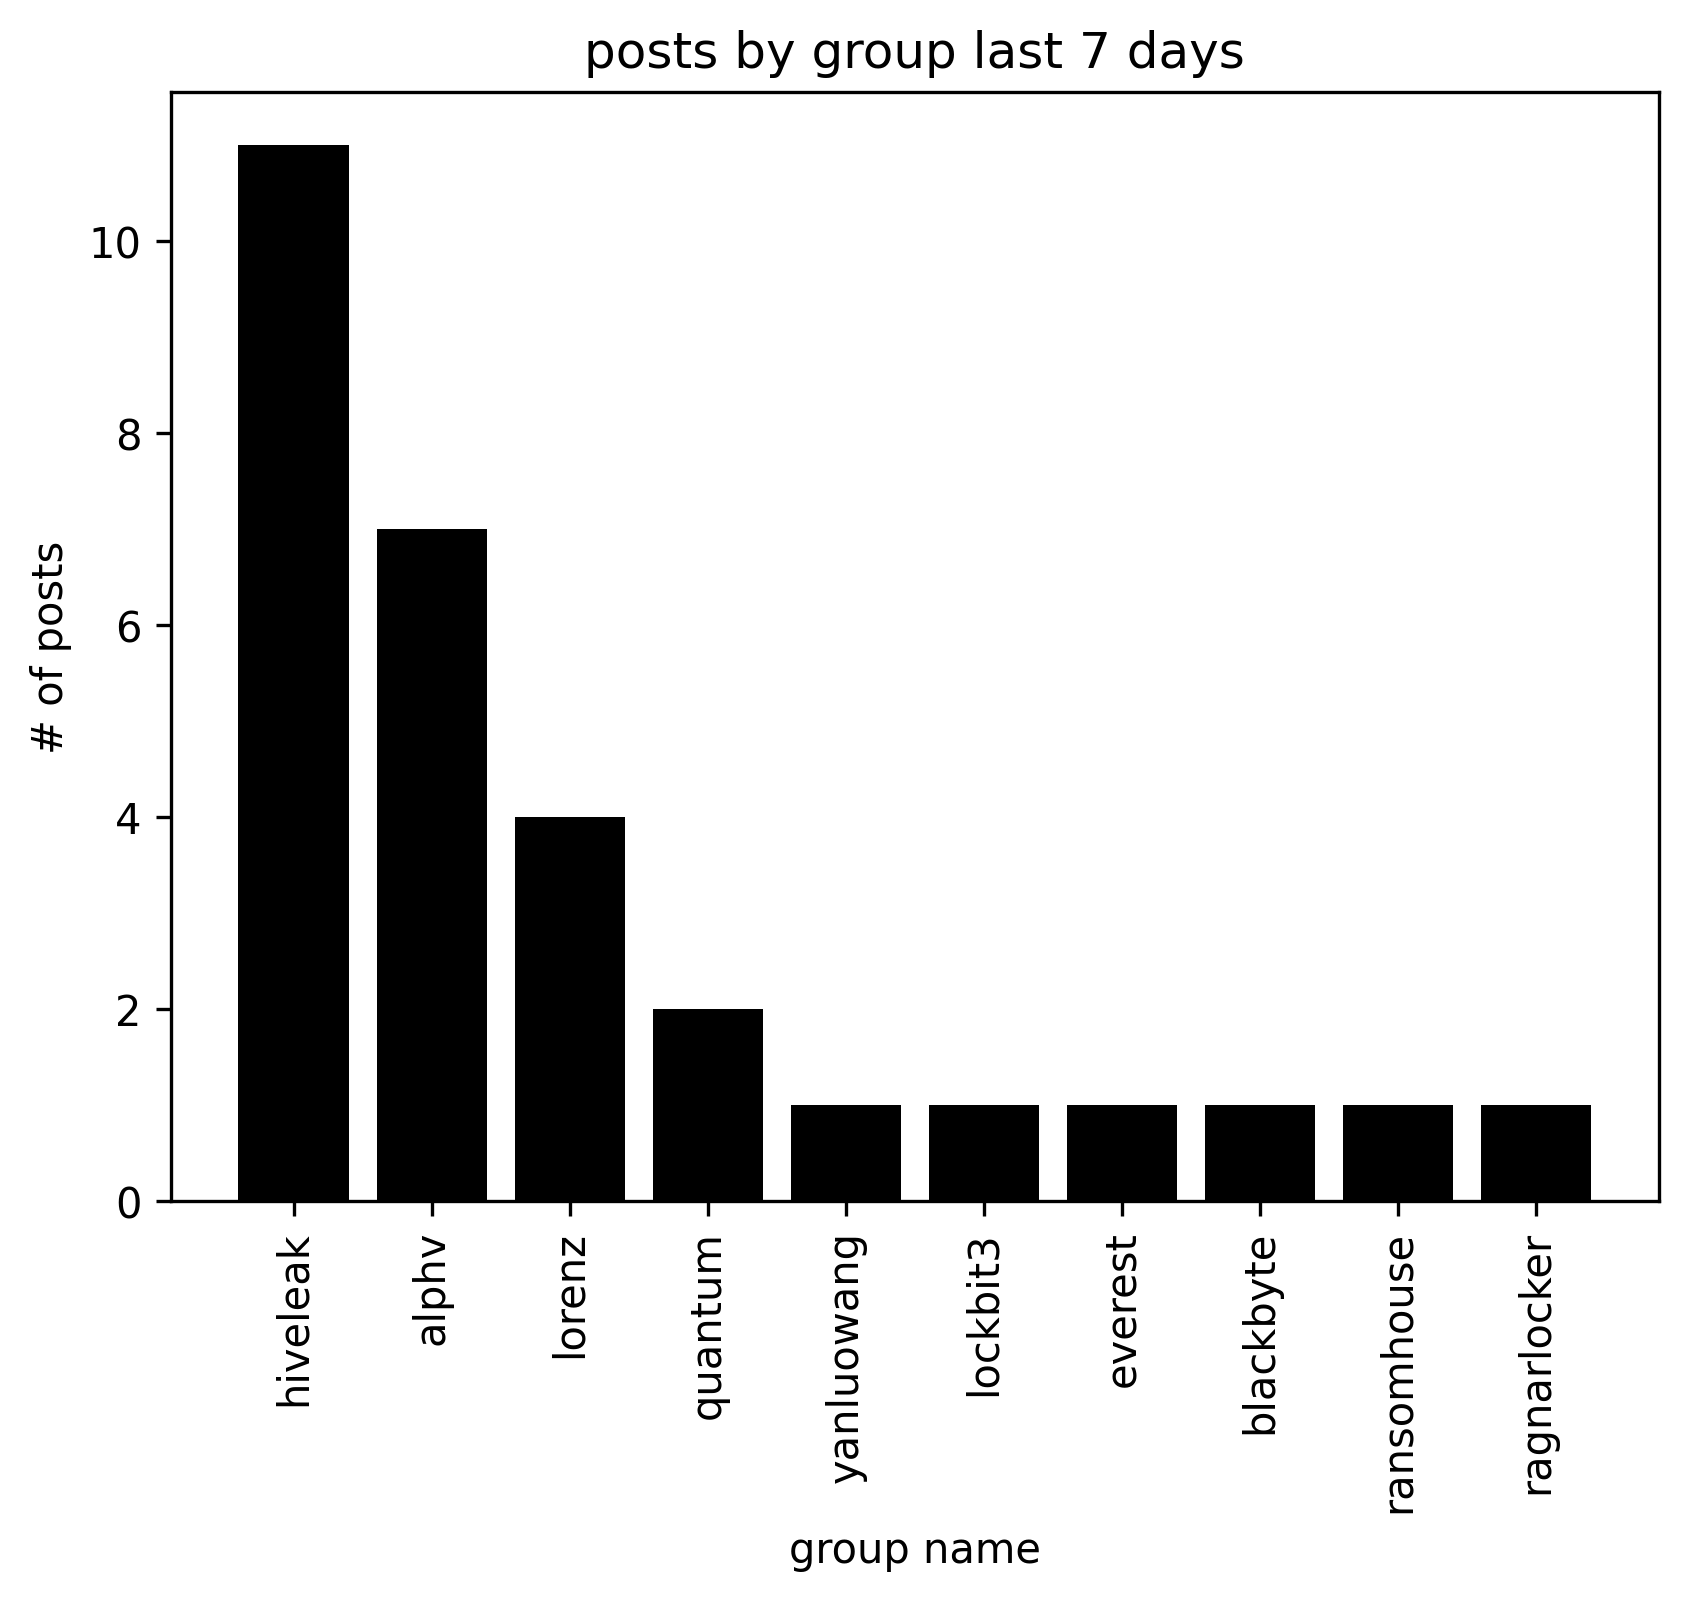 posts by group last 7 days
# of posts
10
8
6
4
2
0
hiveleak
alphv
lorenz
quantum
yanluowang
lockbit3
everest
blackbyte
ransomhouse
ragnarlocker
group name